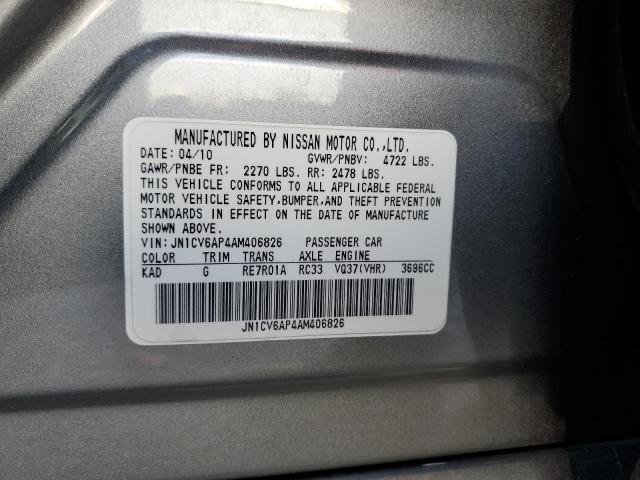 MANUFACTURED BY NISSAN MOTOR CO.,LTD.
DATE: 04/10 GVWR/PNBV: 4722 LBS.
GAWR/PNBE FR: 2270 LBS. RR: 2478 LBS.
THIS VEHICLE CONFORMS TO ALL APPLICABLE FEDERAL
MOTOR VEHICLE SAFETY,BUMPER,AND THEFT PREVENTION
STANDARDS IN EFFECT ON THE DATE OF MANUFACTURE
SHOWN ABOVE.
VIN: JN1CV6AP4AM406826 PASSENGER CAR
COLOR TRIM TRANS AXLE ENGINE
KAD G RE7R01A RC33 VQ37(VHR) 3696CC
JN1CV6AP4AM406826